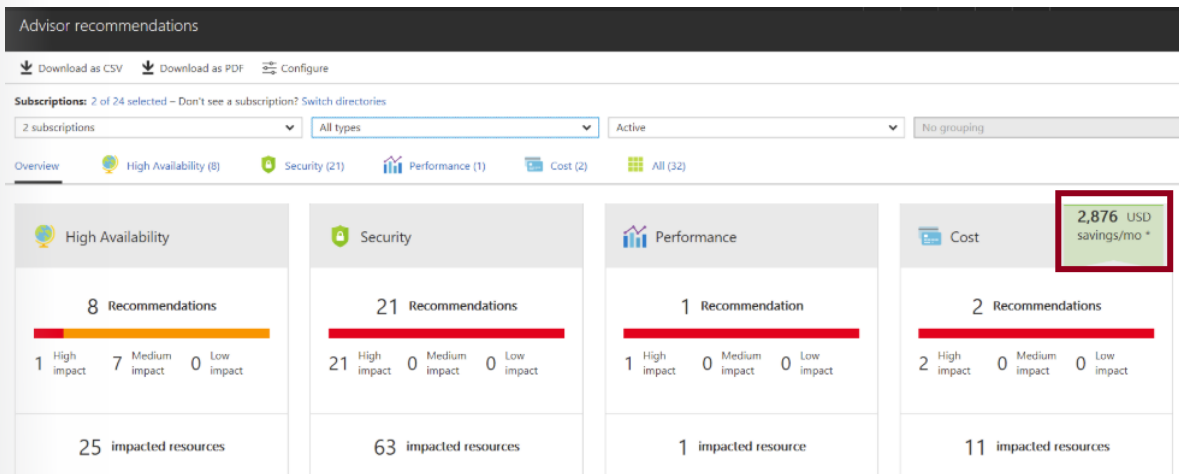 Advisor recommendations
Download as CSV Download as PDF Configure
Subscriptions: 2 of 24 selected – Don't see a subscription? Switch directories
2 subscriptions All types Active No grouping
Overview High Availability (8) Security (21) Performance (1) Cost (2) All (32)
High Availability Security Performance Cost 2,876 USD
savings/mo *
8 Recommendations 21 Recommendations 1 Recommendation 2 Recommendations
1 High impact 7 Medium impact 0 Low impact 21 High impact 0 Medium impact 0 Low impact 1 High impact 0 Medium impact 0 Low impact 2 High impact 0 Medium impact 0 Low impact
25 impacted resources 63 impacted resources 1 impacted resource 11 impacted resources